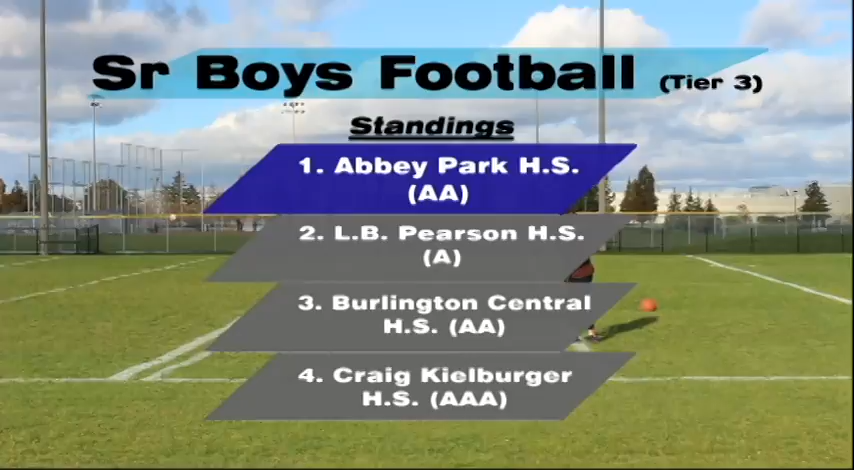 Sr Boys Football (Tier 3)
Standings
1. Abbey Park H.S.
(AA)
2. L.B. Pearson H.S.
(A)
3. Burlington Central
H.S. (AA)
4. Craig Kielburger
H.S. (AAA)